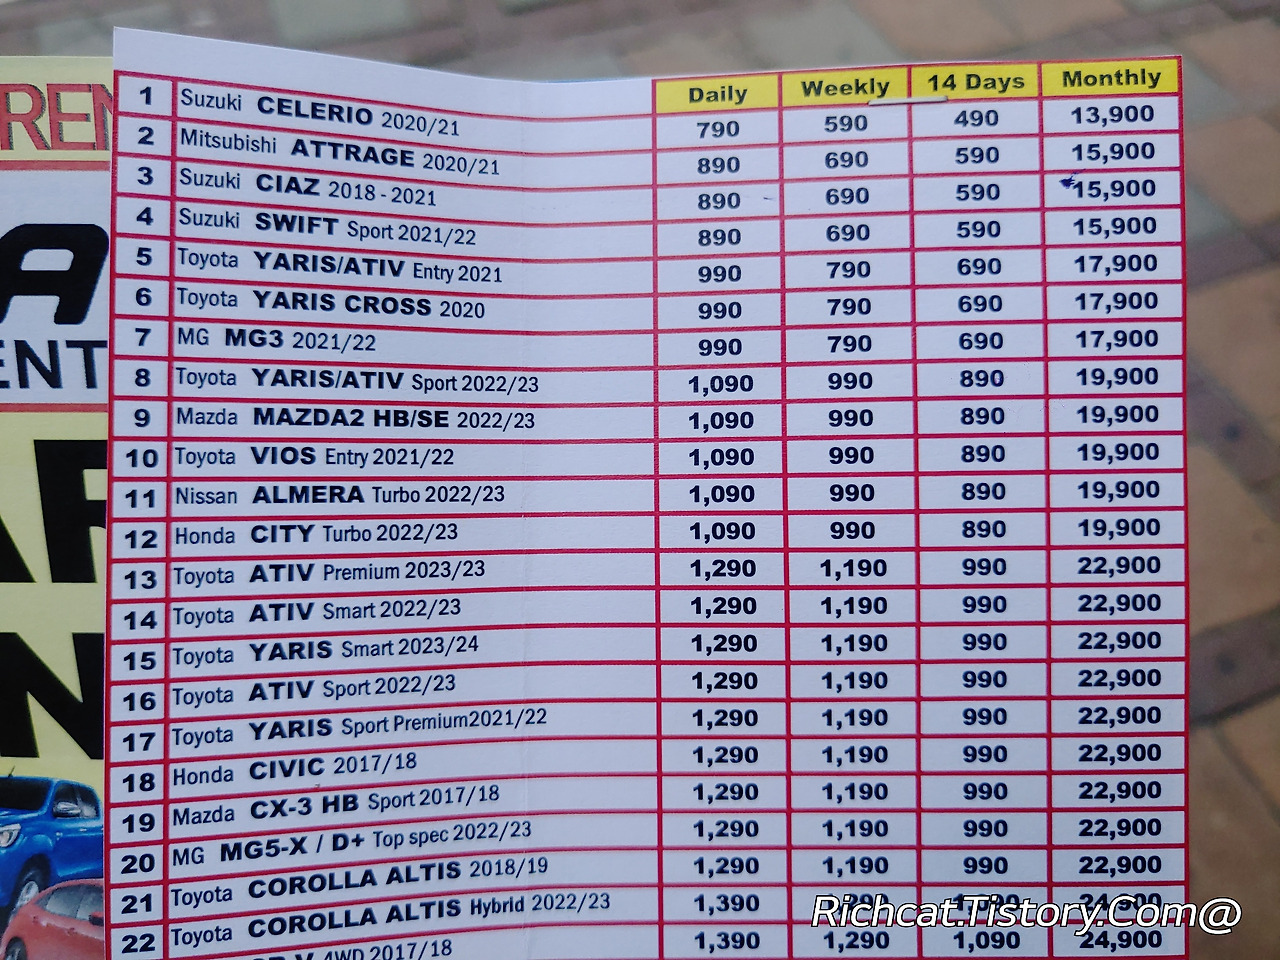 Daily Weekly 14 Days Monthly
1 Suzuki CELERIO 2020/21 790 590 490 13,900
2 Mitsubishi ATTRAGE 2020/21 890 690 590 15,900
3 Suzuki CIAZ 2018 - 2021 890 690 590 15,900
4 Suzuki SWIFT Sport 2021/22 890 690 590 15,900
5 Toyota YARIS/ATIV Entry 2021 990 790 690 17,900
6 Toyota YARIS CROSS 2020 990 790 690 17,900
7 MG MG3 2021/22 990 790 690 17,900
8 Toyota YARIS/ATIV Sport 2022/23 1,090 990 890 19,900
9 Mazda MAZDA2 HB/SE 2022/23 1,090 990 890 19,900
10 Toyota VIOS Entry 2021/22 1,090 990 890 19,900
11 Nissan ALMERA Turbo 2022/23 1,090 990 890 19,900
12 Honda CITY Turbo 2022/23 1,090 990 890 19,900
13 Toyota ATIV Premium 2023/23 1,290 1,190 990 22,900
14 Toyota ATIV Smart 2022/23 1,290 1,190 990 22,900
15 Toyota YARIS Smart 2023/24 1,290 1,190 990 22,900
16 Toyota ATIV Sport 2022/23 1,290 1,190 990 22,900
17 Toyota YARIS Sport Premium2021/22 1,290 1,190 990 22,900
18 Honda CIVIC 2017/18 1,290 1,190 990 22,900
19 Mazda CX-3 HB Sport 2017/18 1,290 1,190 990 22,900
20 MG MG5-X / D+ Top spec 2022/23 1,290 1,190 990 22,900
21 Toyota COROLLA ALTIS 2018/19 1,290 1,190 990 22,900
22 Toyota COROLLA ALTIS Hybrid 2022/23 1,390 24,900
4WD 2017/18 1,390 1,290 1,090 24,900
Richcat.Tistory.Com@